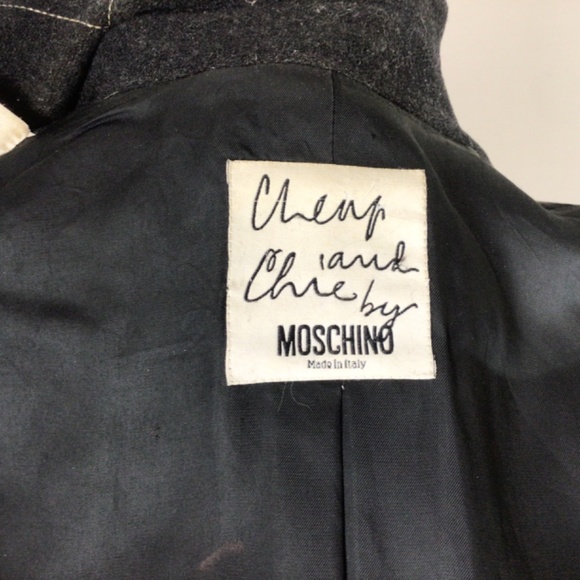 Cheap
and
Chic by
MOSCHINO
Made in Italy